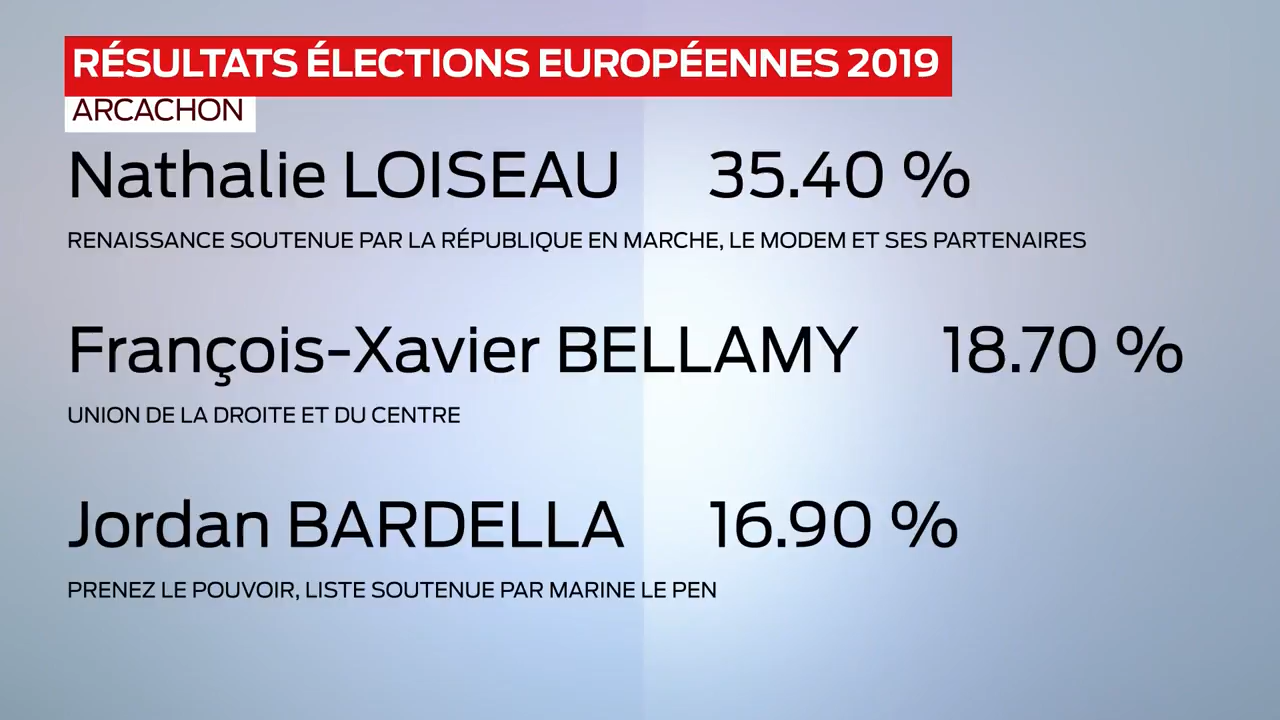 RÉSULTATS ÉLECTIONS EUROPÉENNES 2019
ARCACHON
Nathalie LOISEAU 35.40 %
RENAISSANCE SOUTENUE PAR LA RÉPUBLIQUE EN MARCHE, LE MODEM ET SES PARTENAIRES
François-Xavier BELLAMY 18.70 %
UNION DE LA DROITE ET DU CENTRE
Jordan BARDELLA 16.90 %
PRENEZ LE POUVOIR, LISTE SOUTENUE PAR MARINE LE PEN